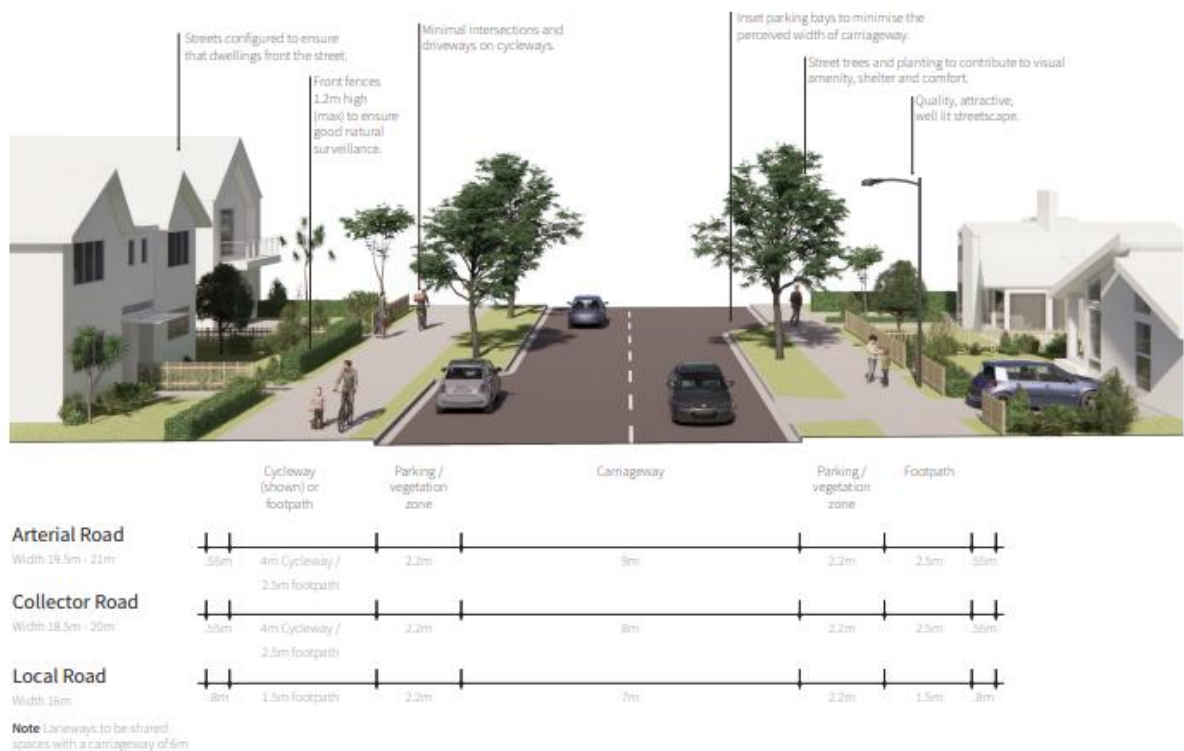 Streets configured to ensure
that dwellings front the street.
Front fences
1.2m high
(max) to ensure
good natural
surveillance.
Minimal intersections and
driveways on cycleways.
Inset parking bays to minimise the
perceived width of carriageway.
Street trees and planting to contribute to visual
amenity, shelter and comfort.
Quality, attractive,
well lit streetscape.
Cycleway
(shown) or
footpath
Parking /
vegetation
zone
Carriageway
Parking /
vegetation
zone
Footpath
Arterial Road
Width 19.5m - 21m
.55m 4m Cycleway / 2.2m 9m 2.2m 2.5m .55m
2.5m footpath
Collector Road
Width 18.5m - 20m
.55m 4m Cycleway / 2.2m 8m 2.2m 2.5m .55m
2.5m footpath
Local Road
Width 16m
.8m 1.5m footpath 2.2m 7m 2.2m 1.5m .8m
Note Laneways to be shared
spaces with a carriageway of 6m